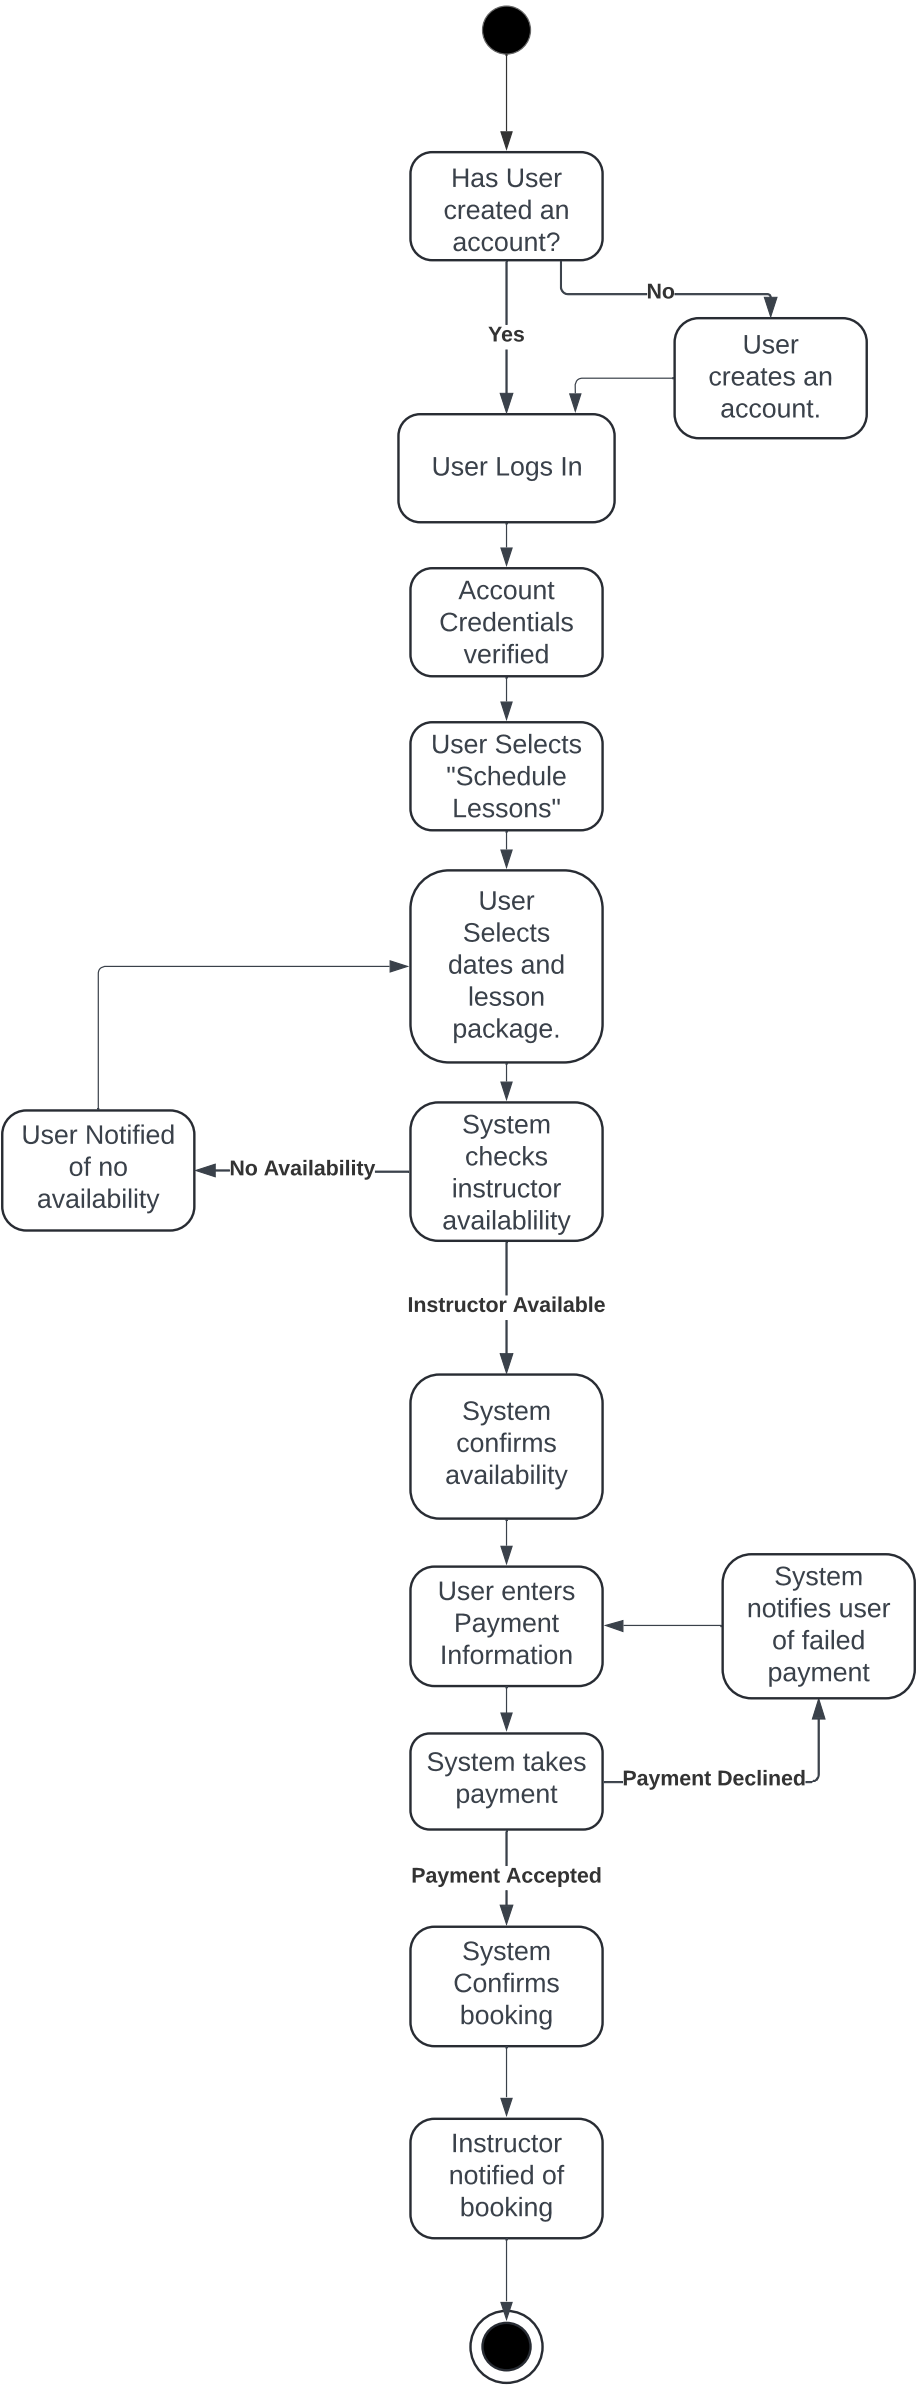 Has User
created an
account?
No
Yes
User
creates an
account.
User Logs In
Account
Credentials
verified
User Selects
"Schedule
Lessons"
User
Selects
dates and
lesson
package.
System
checks
instructor
availablility
No Availability
User Notified
of no
availability
Instructor Available
System
confirms
availability
User enters
Payment
Information
System
notifies user
of failed
payment
System takes
payment
Payment Declined
Payment Accepted
System
Confirms
booking
Instructor
notified of
booking